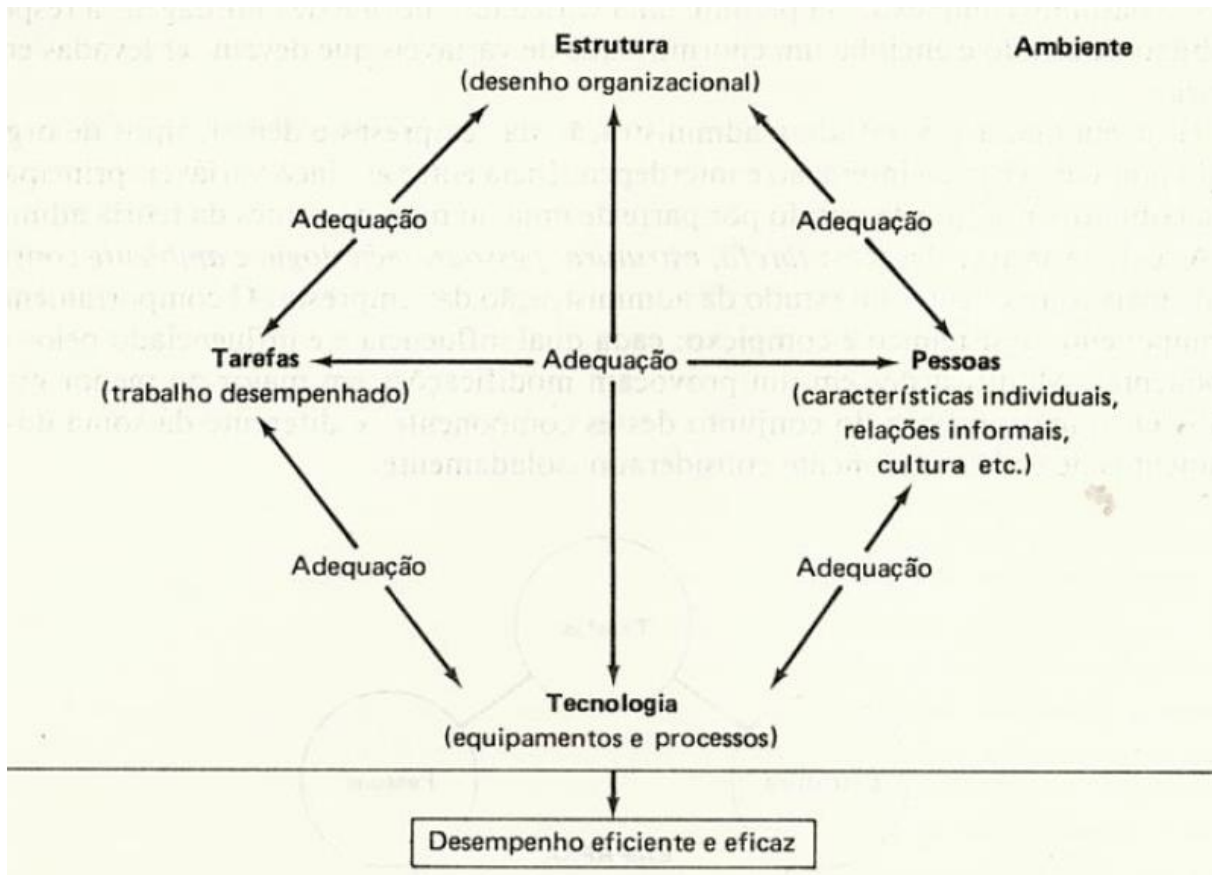 Estrutura
Ambiente
(desenho organizacional)
Adequação
Adequação
Tarefas
Adequação
Pessoas
(trabalho desempenhado)
(características individuais,
relações informais,
cultura etc.)
Adequação
Adequação
Tecnologia
(equipamentos e processos)
Desempenho eficiente e eficaz